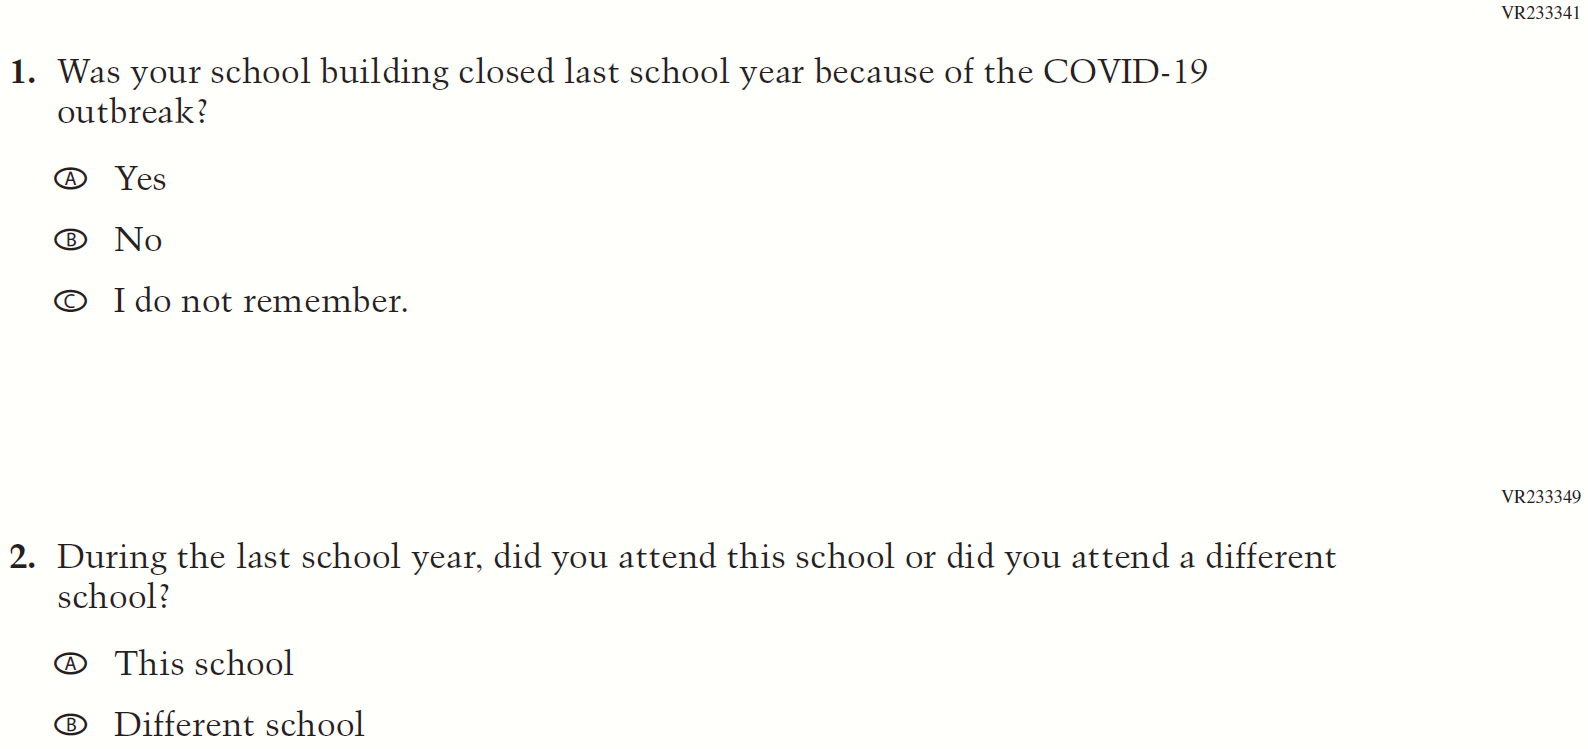 VR233341
1. Was your school building closed last school year because of the COVID-19
outbreak?
A Yes
B No
C I do not remember.
VR233349
2. During the last school year, did you attend this school or did you attend a different
school?
A This school
B Different school